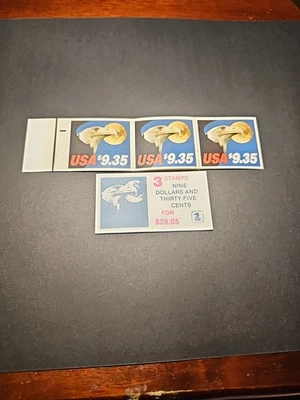 USA $9.35 USA $9.35 USA $9.35
3 STAMPS
NINE
DOLLARS AND
THIRTY-FIVE
CENTS
FOR
$28.05